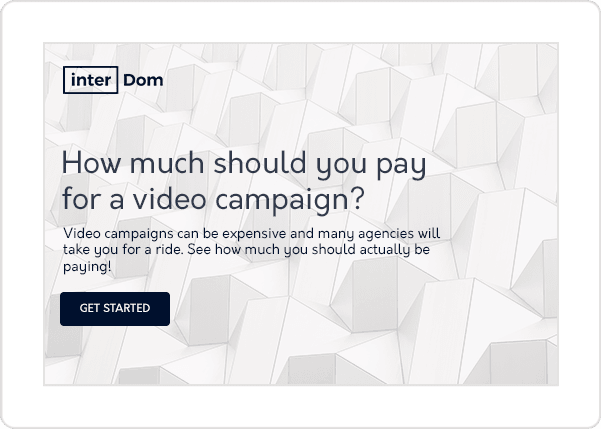 inter Dom
How much should you pay
for a video campaign?
Video campaigns can be expensive and many agencies will
take you for a ride. See how much you should actually be
paying!
GET STARTED